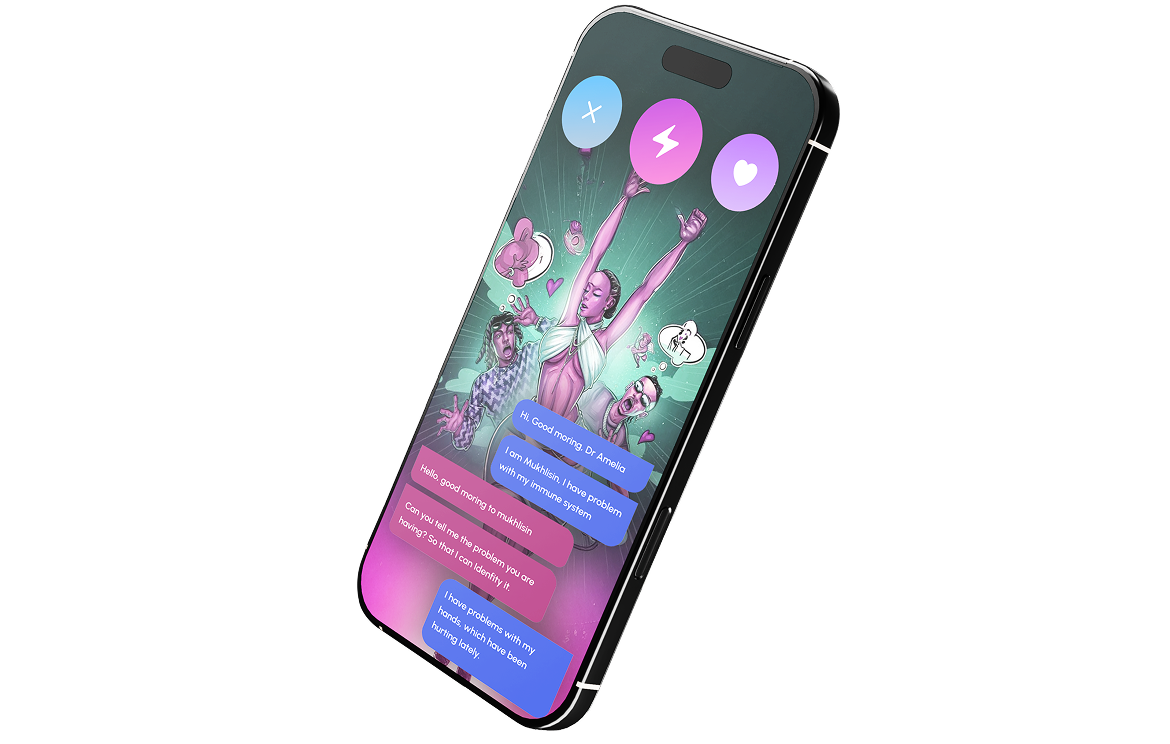 Hi, Good moring, Dr Amelia
I am Mukhlisin, I have problem
with my immune system
Hello, good moring to mukhlisin
Can you tell me the problem you are
having? So that I can Idenfity it.
I have problems with my
hands, which have been
hurting lately.